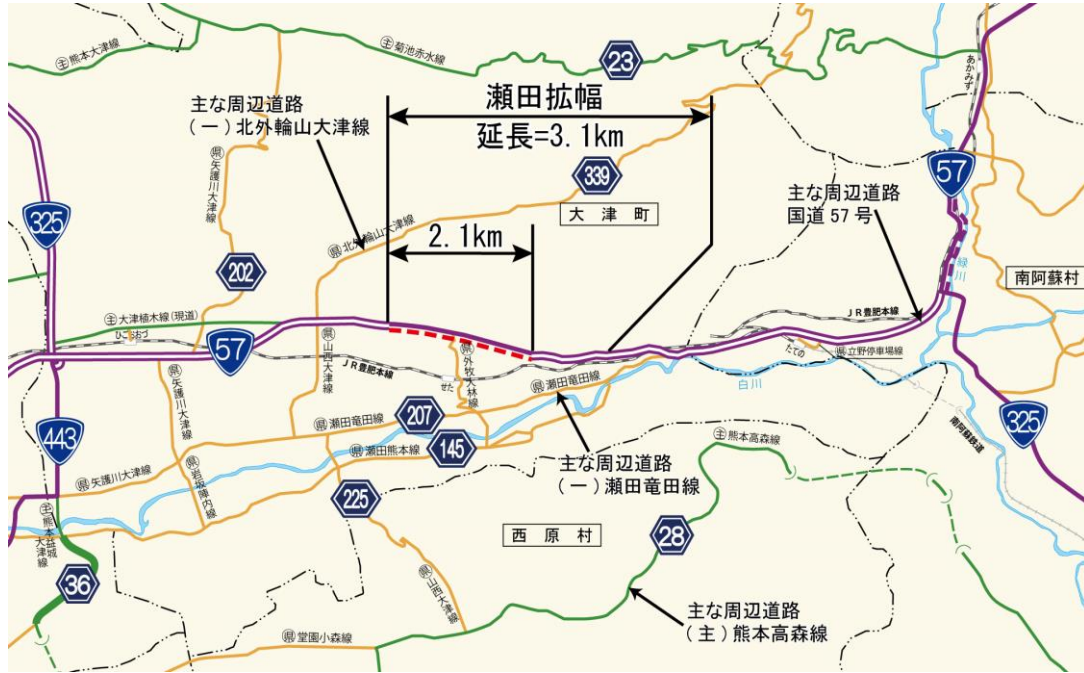 主熊本大津線
主菊池赤水線
23
あかみず
瀬田拡幅
延長=3.1km
主な周辺道路
(一)北外輪山大津線
県矢護川大津線
339
57
325
大津町
主な周辺道路
国道57号
県北外輪山大津線
2.1km
202
緑川
南阿蘇村
主大津植木線(現道)
ひごおおづ
57
JR豊肥本線
県山西大津線
県外牧大林線
JR豊肥本線
せた
たての
県立野停車場線
県瀬田竜田線
白川
県矢護川大津線
443
207
県瀬田竜田線
145
県瀬田熊本線
主熊本高森線
南阿蘇鉄道
325
主な周辺道路
(一)瀬田竜田線
県矢護川大津線
県岩坂陣内線
225
主熊本益城大津線
西原村
28
36
県山西大津線
主な周辺道路
(主)熊本高森線
県堂園小森線